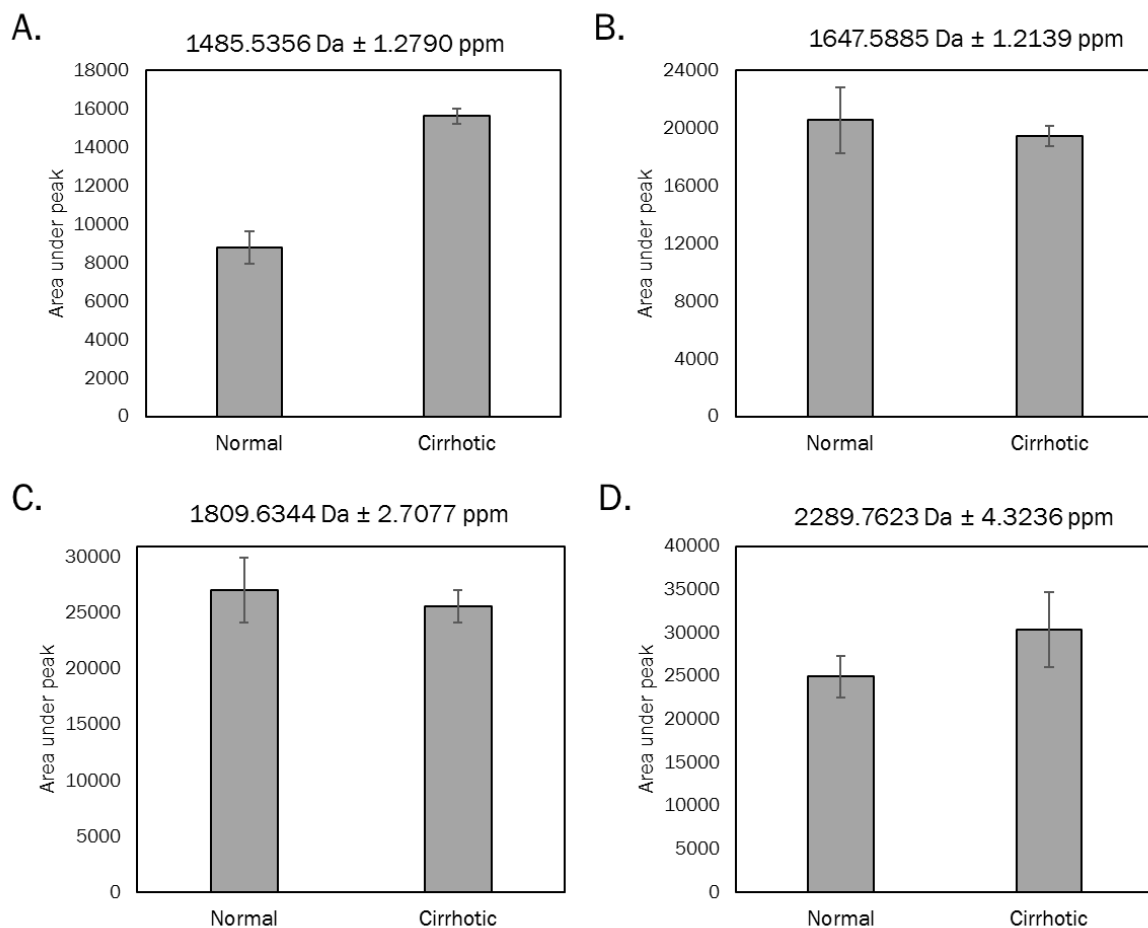 A.
1485.5356 Da ± 1.2790 ppm
18000
16000
14000
12000
10000
8000
6000
4000
2000
0
Area under peak
Normal Cirrhotic
B.
1647.5885 Da ± 1.2139 ppm
24000
20000
16000
12000
8000
4000
0
Area under peak
Normal Cirrhotic
C.
1809.6344 Da ± 2.7077 ppm
30000
25000
20000
15000
10000
5000
0
Area under peak
Normal Cirrhotic
D.
2289.7623 Da ± 4.3236 ppm
40000
35000
30000
25000
20000
15000
10000
5000
0
Area under peak
Normal Cirrhotic